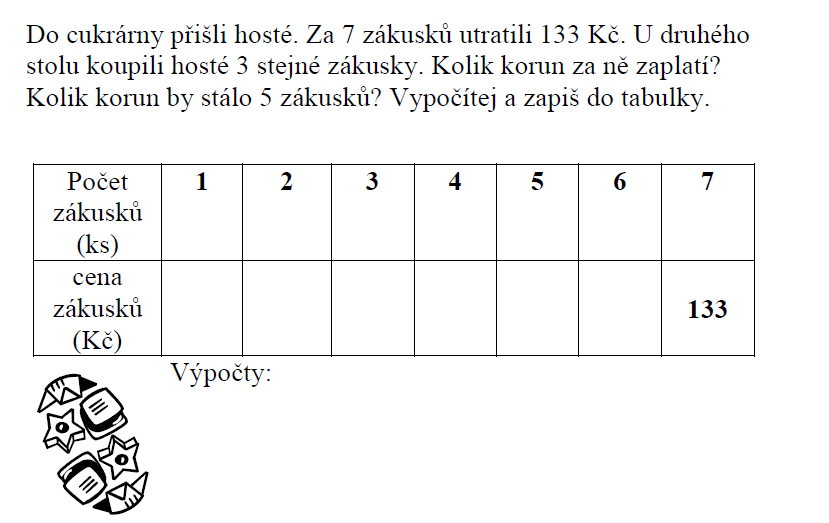 Do cukrárny přišli hosté. Za 7 zákusků utratili 133 Kč. U druhého
stolu koupili hosté 3 stejné zákusky. Kolik korun za ně zaplatí?
Kolik korun by stálo 5 zákusků? Vypočítej a zapiš do tabulky.
Počet zákusků (ks) 1 2 3 4 5 6 7
cena zákusků (Kč) 133
Výpočty: